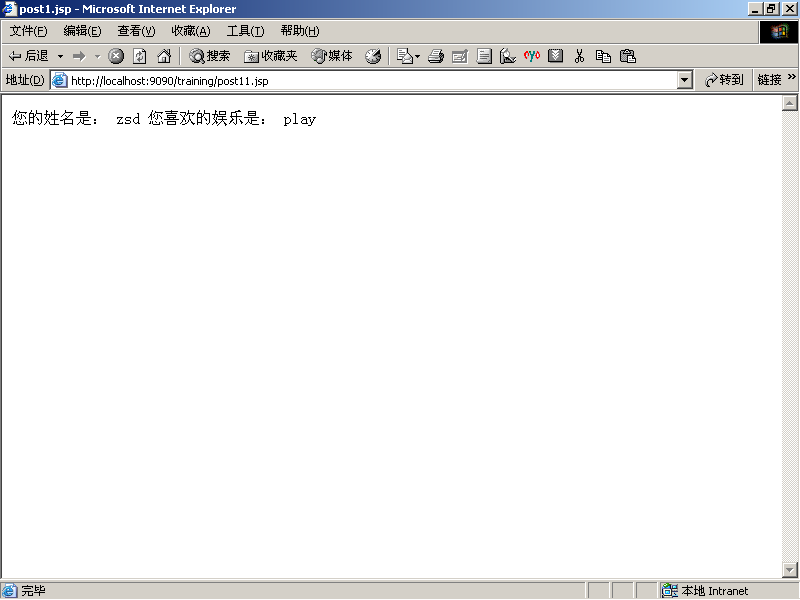 post1.jsp - Microsoft Internet Explorer
文件(F) 编辑(E) 查看(V) 收藏(A) 工具(T) 帮助(H)
后退 搜索 收藏夹 媒体
地址(D) http://localhost:9090/training/post11.jsp 转到 链接 »
您的姓名是: zsd 您喜欢的娱乐是: play
完毕 本地 Intranet